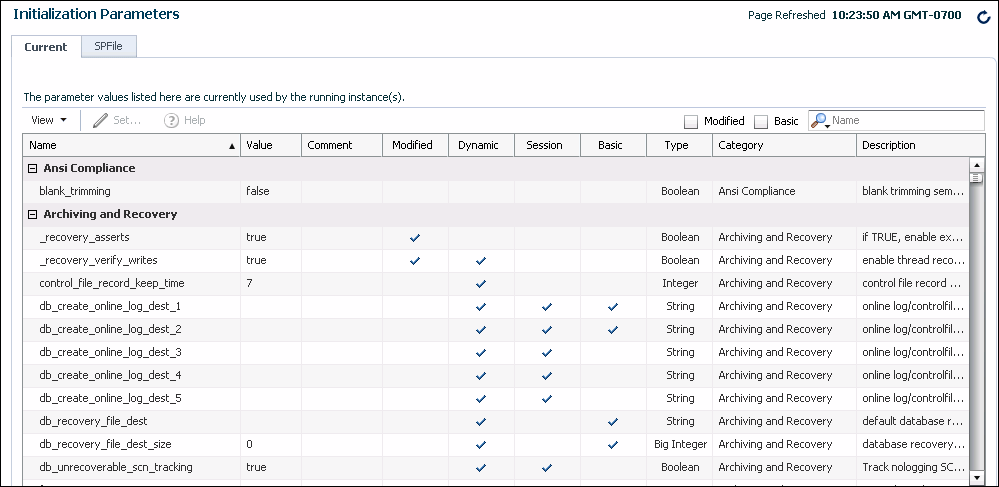 Initialization Parameters
Page Refreshed 10:23:50 AM GMT-0700
Current SPFile
The parameter values listed here are currently used by the running instance(s).
View Set... Help Modified Basic Name
Name Value Comment Modified Dynamic Session Basic Type Category Description
Ansi Compliance
blank_trimming false Boolean Ansi Compliance blank trimming sem...
Archiving and Recovery
_recovery_asserts true Boolean Archiving and Recovery if TRUE, enable ex...
_recovery_verify_writes true Boolean Archiving and Recovery enable thread reco...
control_file_record_keep_time 7 Integer Archiving and Recovery control file record ...
db_create_online_log_dest_1 String Archiving and Recovery online log/controlfil...
db_create_online_log_dest_2 String Archiving and Recovery online log/controlfil...
db_create_online_log_dest_3 String Archiving and Recovery online log/controlfil...
db_create_online_log_dest_4 String Archiving and Recovery online log/controlfil...
db_create_online_log_dest_5 String Archiving and Recovery online log/controlfil...
db_recovery_file_dest String Archiving and Recovery default database r...
db_recovery_file_dest_size 0 Big Integer Archiving and Recovery database recovery...
db_unrecoverable_scn_tracking true Boolean Archiving and Recovery Track nologging SC...